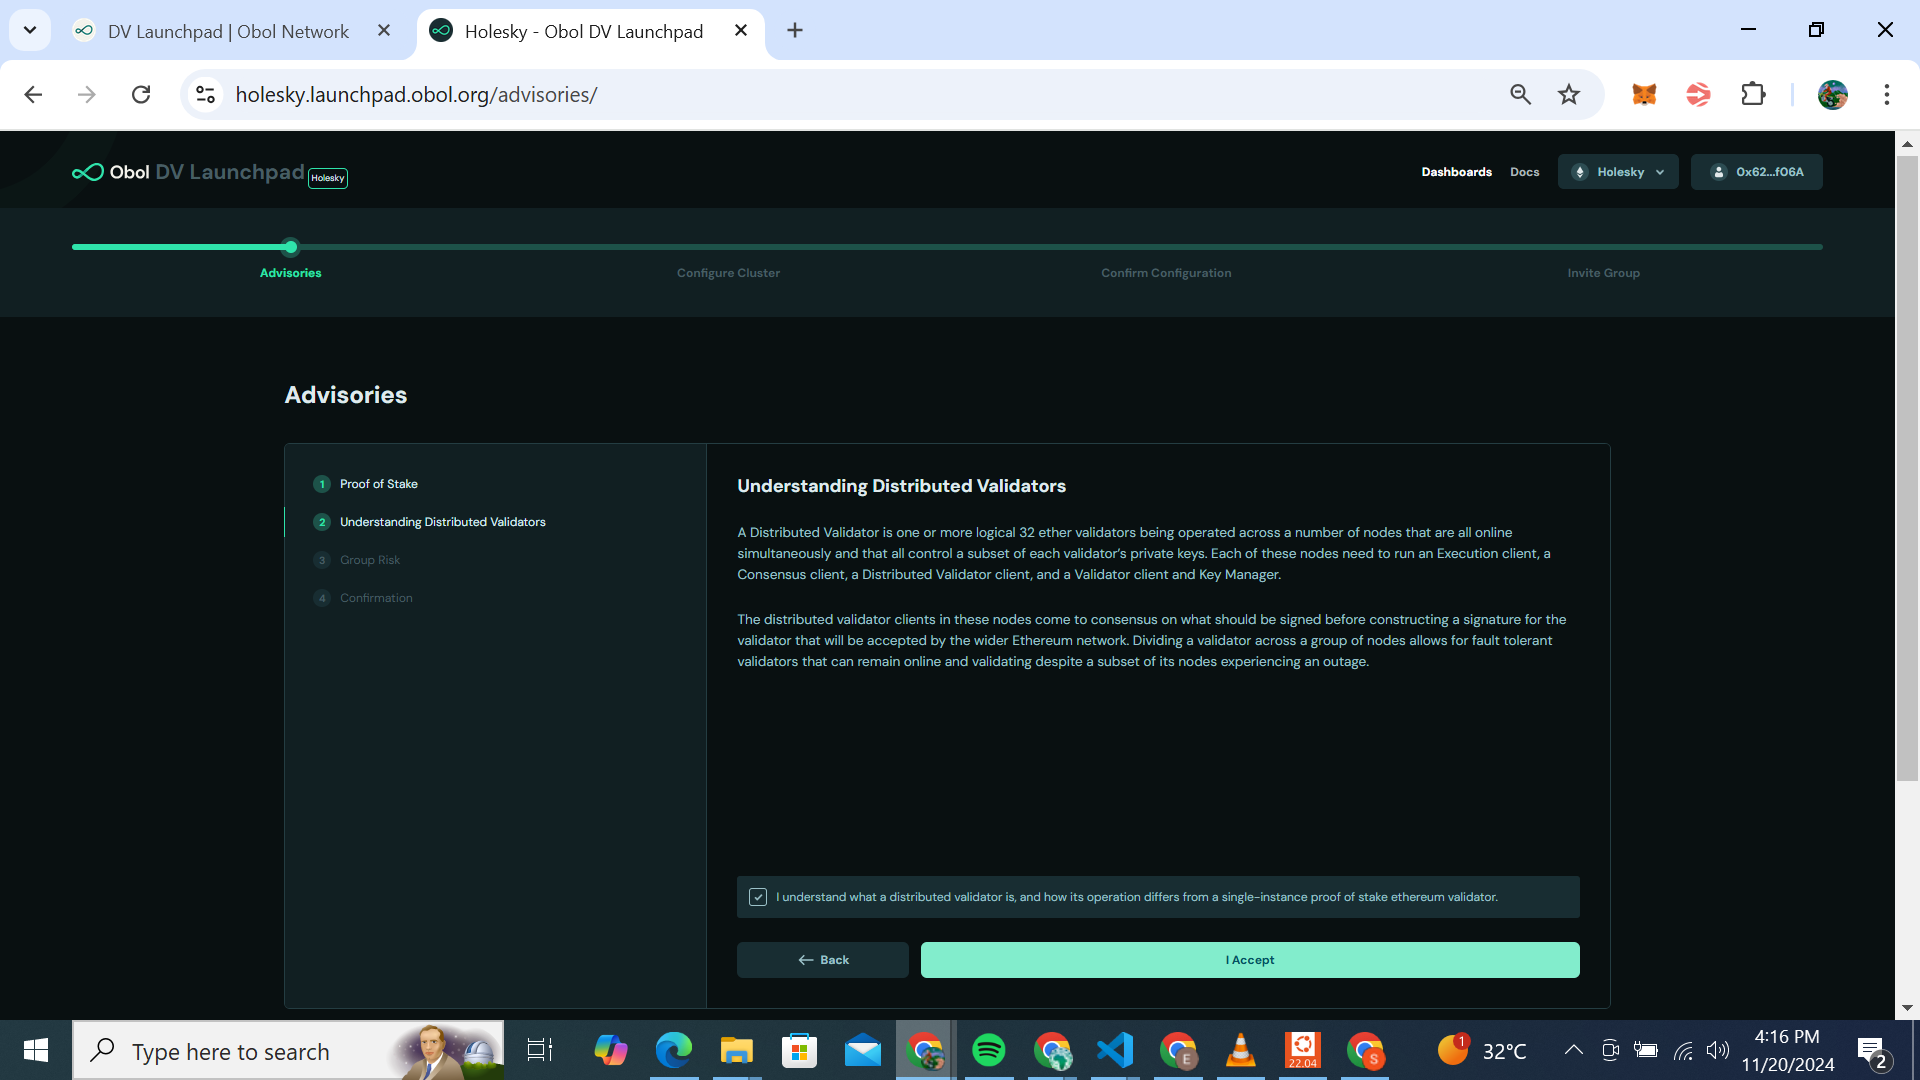 DV Launchpad | Obol Network
Holesky - Obol DV Launchpad
holesky.launchpad.obol.org/advisories/
Obol DV Launchpad Holesky
Dashboards
Docs
Holesky
0x62...f06A
Advisories
Configure Cluster
Confirm Configuration
Invite Group
Advisories
1 Proof of Stake
2 Understanding Distributed Validators
3 Group Risk
4 Confirmation
Understanding Distributed Validators
A Distributed Validator is one or more logical 32 ether validators being operated across a number of nodes that are all online
simultaneously and that all control a subset of each validator’s private keys. Each of these nodes need to run an Execution client, a
Consensus client, a Distributed Validator client, and a Validator client and Key Manager.
The distributed validator clients in these nodes come to consensus on what should be signed before constructing a signature for the
validator that will be accepted by the wider Ethereum network. Dividing a validator across a group of nodes allows for fault tolerant
validators that can remain online and validating despite a subset of its nodes experiencing an outage.
I understand what a distributed validator is, and how its operation differs from a single-instance proof of stake ethereum validator.
Back
I Accept
Type here to search
E
22.04
S
1
32°C
4:16 PM
11/20/2024
2